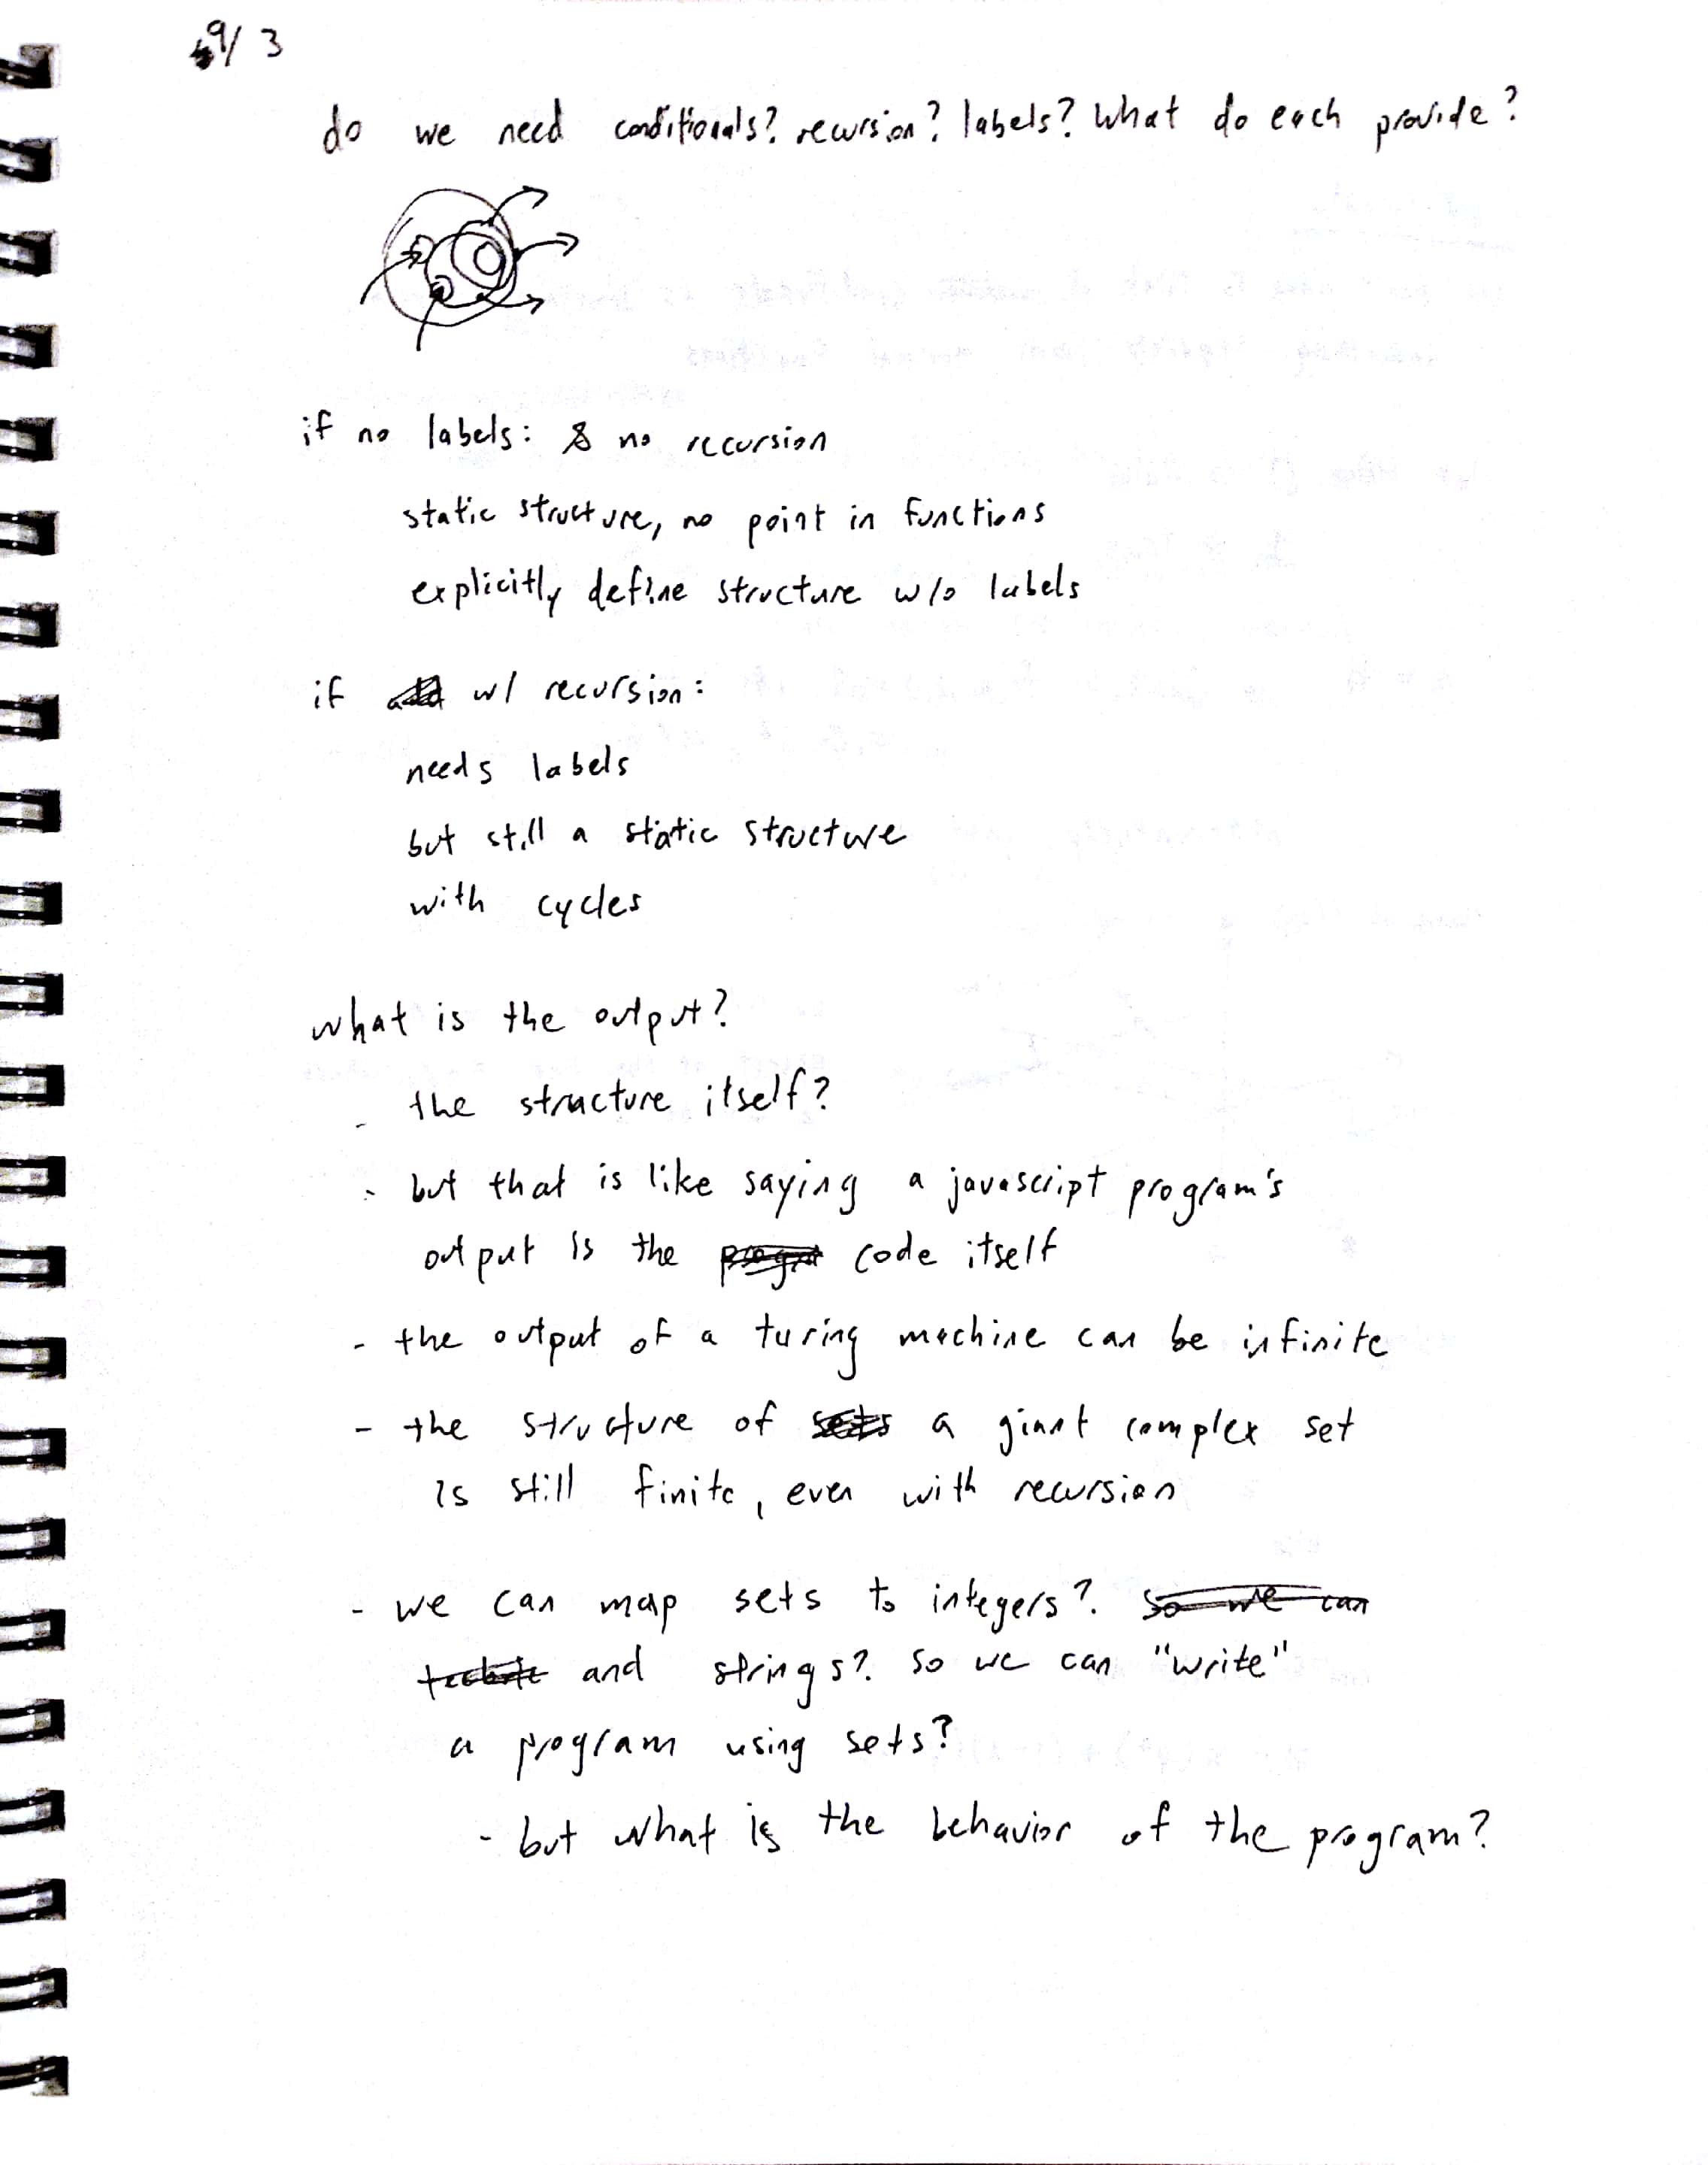 9/3
do we need conditionals? recursion? labels? What do each provide?
if no labels: & no recursion
static structure, no point in functions
explicitly define structure w/o labels
if w/ recursion:
needs labels
but still a static structure
with cycles
what is the output?
- the structure itself?
- but that is like saying a javascript program's
output is the code itself
- the output of a turing machine can be infinite
- the structure of sets a giant complex set
is still finite, even with recursion
- we can map sets to integers? so we can
and strings? so we can "write"
a program using sets?
- but what is the behavior of the program?